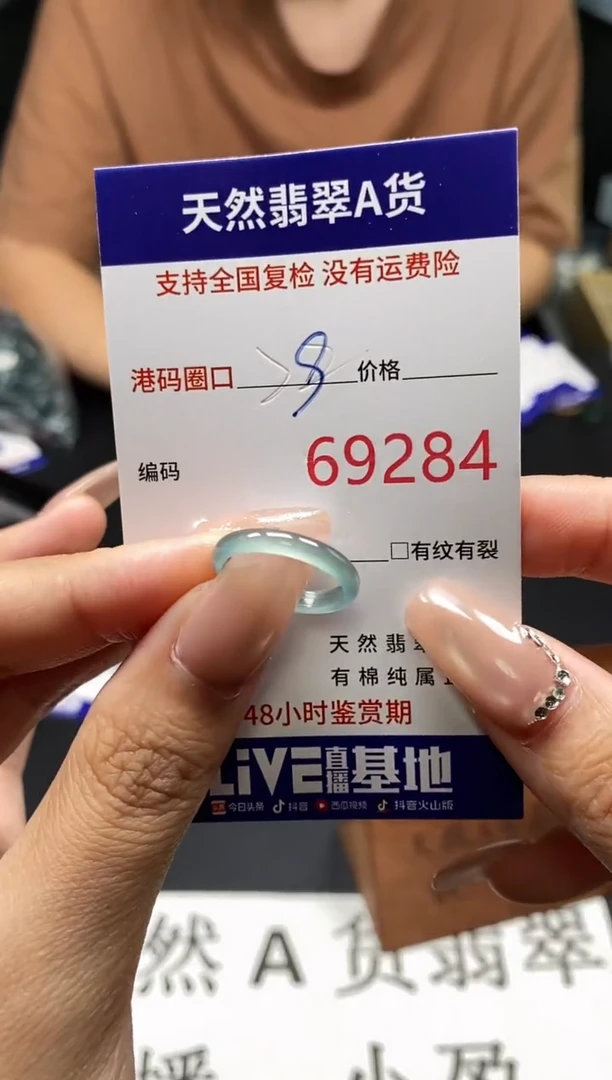 天然翡翠A货
支持全国复检 没有运费险
港码圈口 8 价格
编码 69284
□有纹有裂
天然翡
有棉纯属
48小时鉴赏期
LiVE直播基地
今日头条 抖音 西瓜视频 抖音火山版
然 A 货翡翠